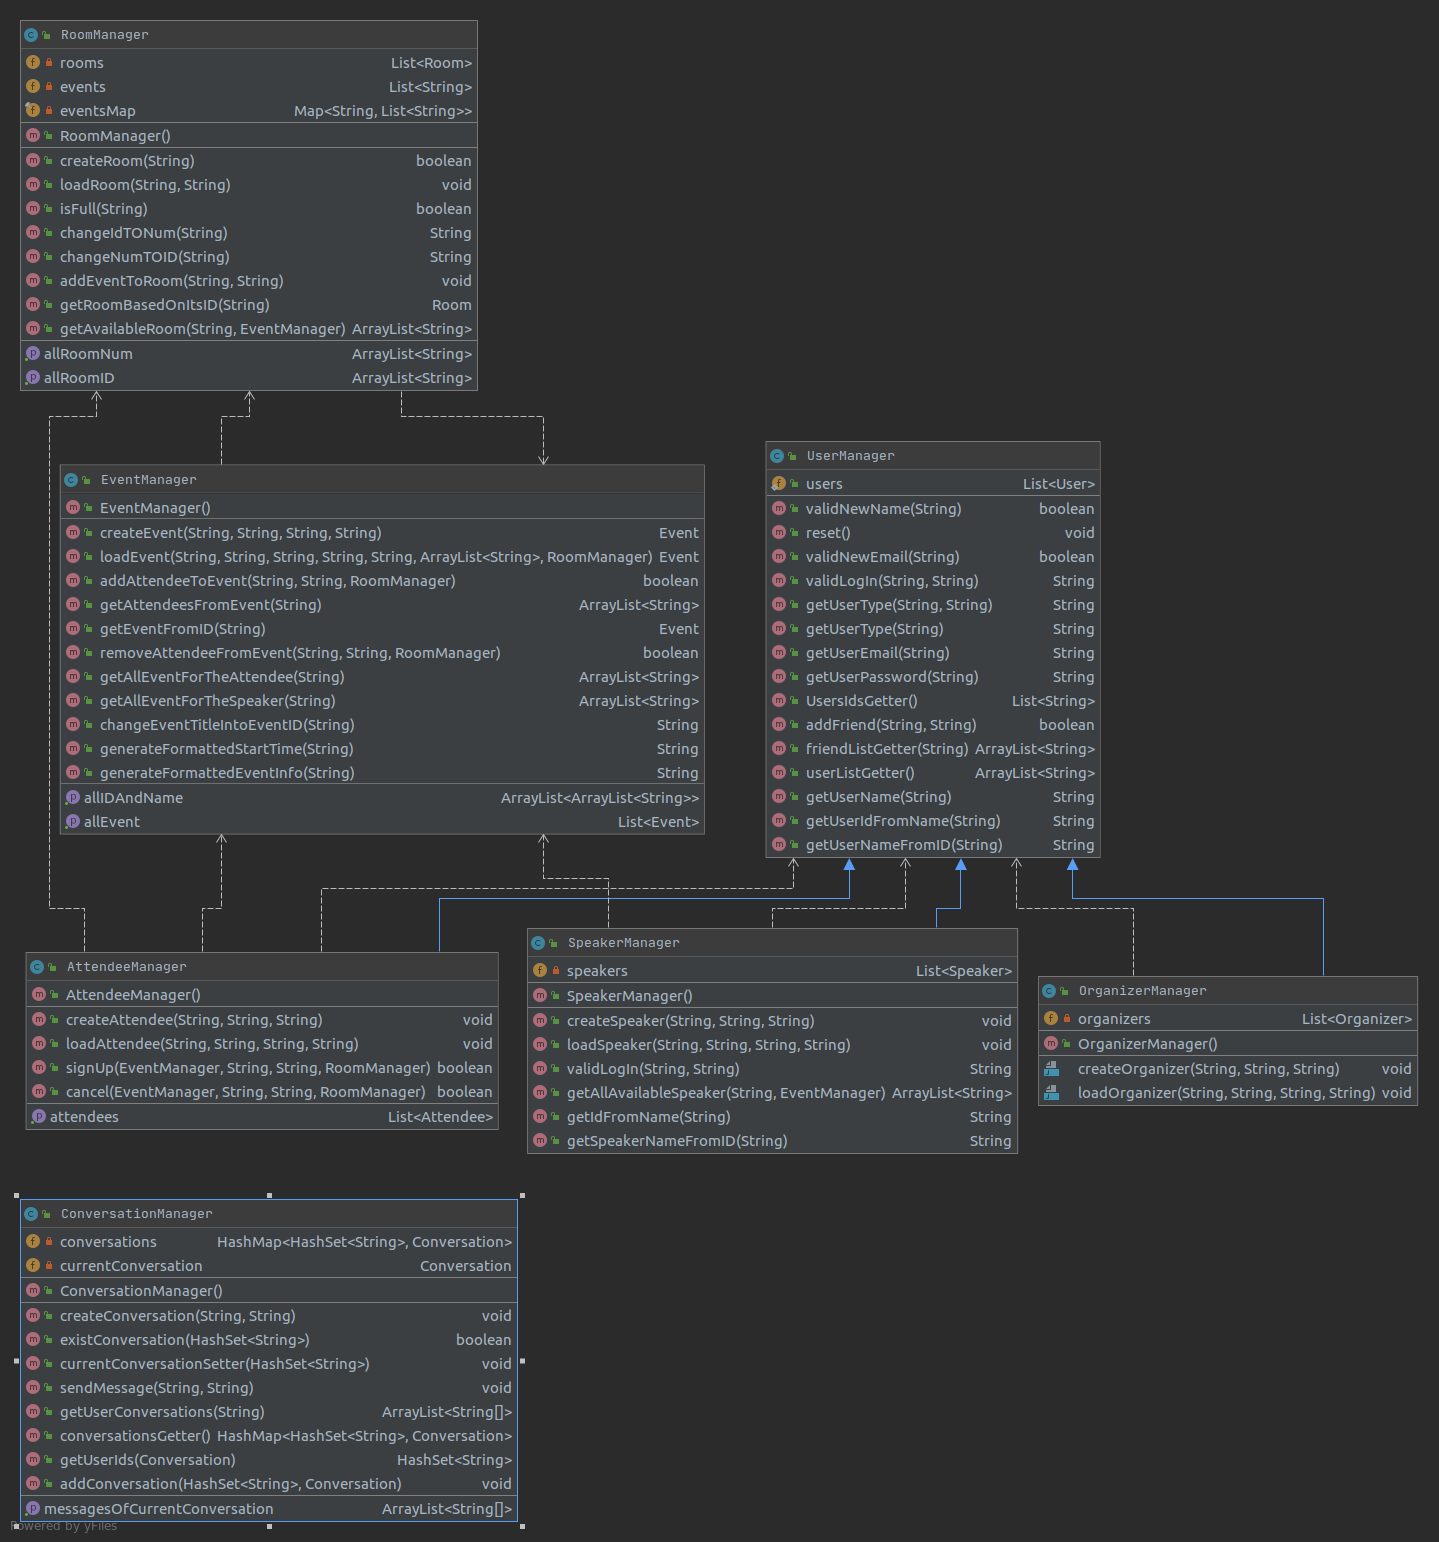 RoomManager
rooms List<Room>
events List<String>
eventsMap Map<String, List<String>>
RoomManager()
createRoom(String) boolean
loadRoom(String, String) void
isFull(String) boolean
changeIdTONum(String) String
changeNumTOID(String) String
addEventToRoom(String, String) void
getRoomBasedOnItsID(String) Room
getAvailableRoom(String, EventManager) ArrayList<String>
allRoomNum ArrayList<String>
allRoomID ArrayList<String>
EventManager
EventManager()
createEvent(String, String, String, String) Event
loadEvent(String, String, String, String, String, ArrayList<String>, RoomManager) Event
addAttendeeToEvent(String, String, RoomManager) boolean
getAttendeesFromEvent(String) ArrayList<String>
getEventFromID(String) Event
removeAttendeeFromEvent(String, String, RoomManager) boolean
getAllEventForTheAttendee(String) ArrayList<String>
getAllEventForTheSpeaker(String) ArrayList<String>
changeEventTitleIntoEventID(String) String
generateFormattedStartTime(String) String
generateFormattedEventInfo(String) String
allIDAndName ArrayList<ArrayList<String>>
allEvent List<Event>
UserManager
users List<User>
validNewName(String) boolean
reset() void
validNewEmail(String) boolean
validLogIn(String, String) String
getUserType(String, String) String
getUserType(String) String
getUserEmail(String) String
getUserPassword(String) String
UsersIdsGetter() List<String>
addFriend(String, String) boolean
friendListGetter(String) ArrayList<String>
userListGetter() ArrayList<String>
getUserName(String) String
getUserIdFromName(String) String
getUserNameFromID(String) String
AttendeeManager
AttendeeManager()
createAttendee(String, String, String) void
loadAttendee(String, String, String, String) void
signUp(EventManager, String, String, RoomManager) boolean
cancel(EventManager, String, String, RoomManager) boolean
attendees List<Attendee>
SpeakerManager
speakers List<Speaker>
SpeakerManager()
createSpeaker(String, String, String) void
loadSpeaker(String, String, String, String) void
validLogIn(String, String) String
getAllAvailableSpeaker(String, EventManager) ArrayList<String>
getIdFromName(String) String
getSpeakerNameFromID(String) String
OrganizerManager
organizers List<Organizer>
OrganizerManager()
createOrganizer(String, String, String) void
loadOrganizer(String, String, String, String) void
ConversationManager
conversations HashMap<HashSet<String>, Conversation>
currentConversation Conversation
ConversationManager()
createConversation(String, String) void
existConversation(HashSet<String>) boolean
currentConversationSetter(HashSet<String>) void
sendMessage(String, String) void
getUserConversations(String) ArrayList<String[]>
conversationsGetter() HashMap<HashSet<String>, Conversation>
getUserIds(Conversation) HashSet<String>
addConversation(HashSet<String>, Conversation) void
messagesOfCurrentConversation ArrayList<String[]>
Powered by yFiles